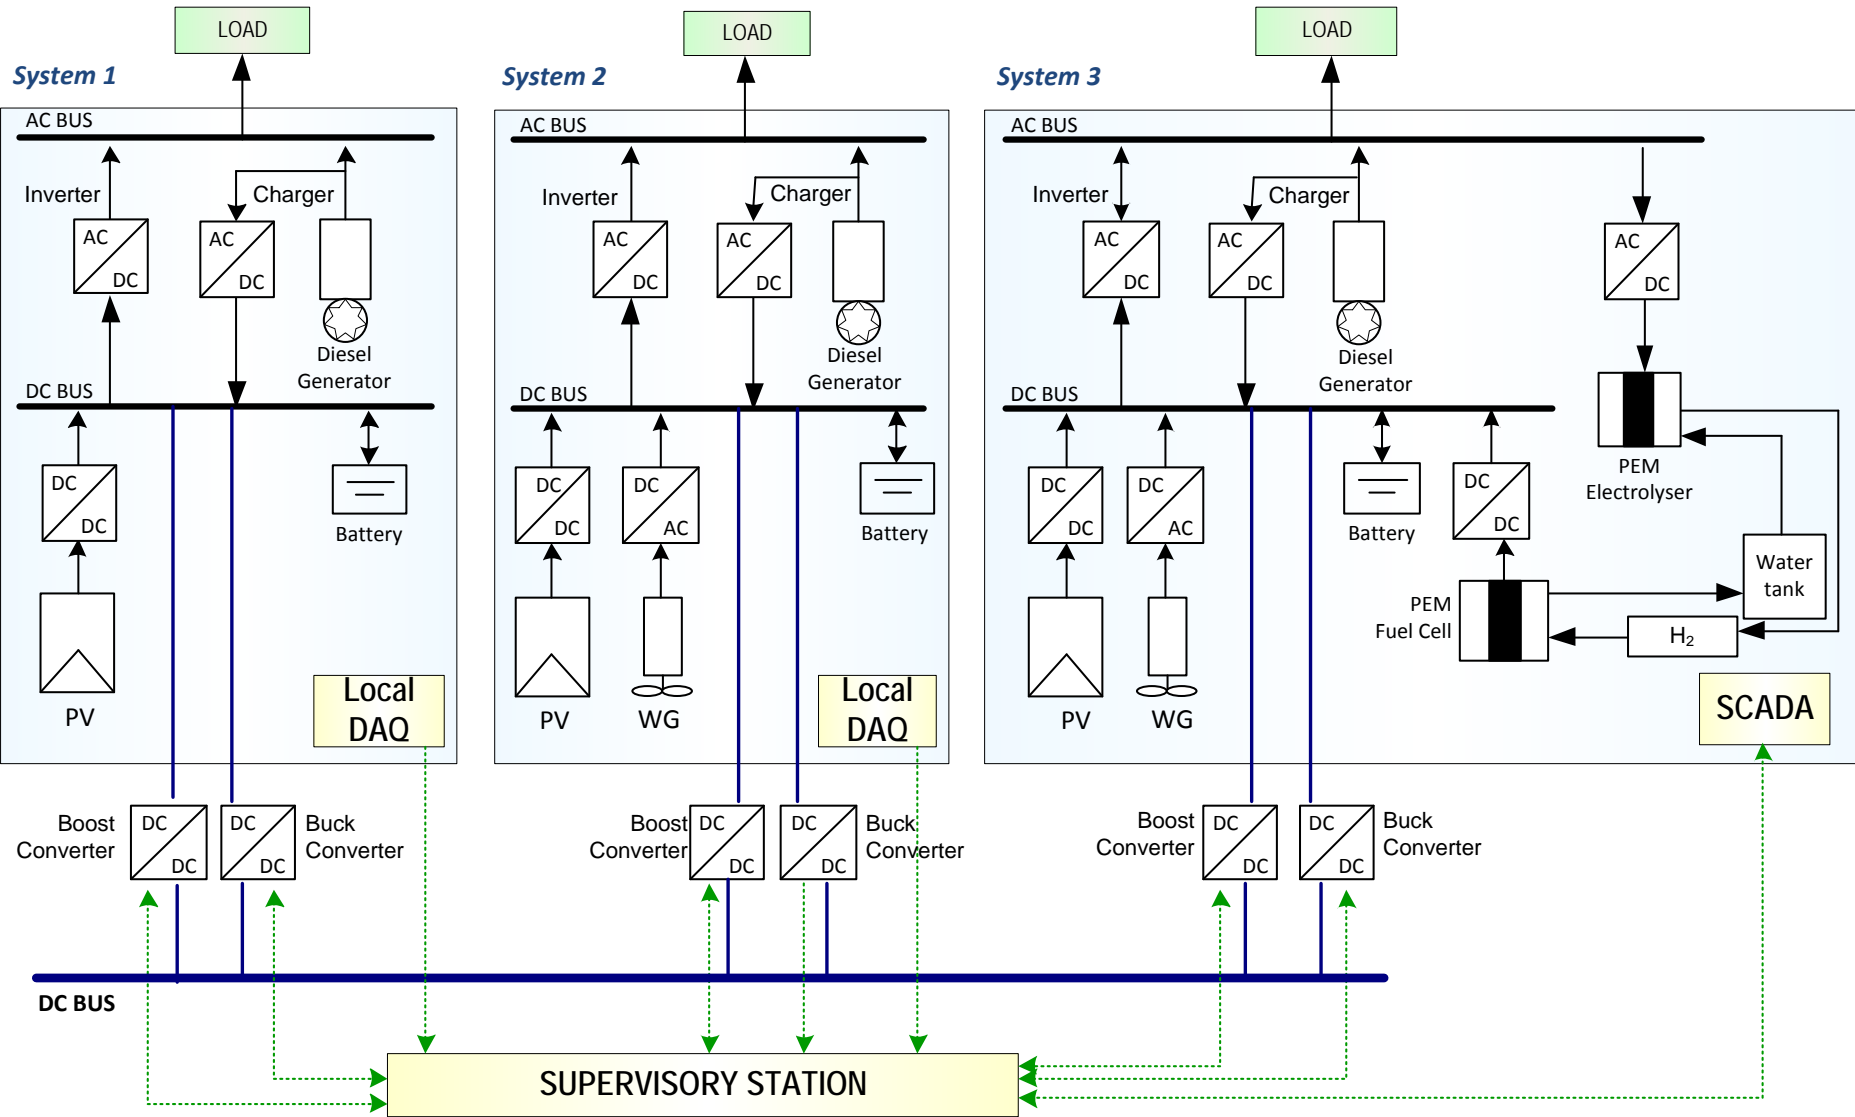 LOAD
LOAD
LOAD
System 1
System 2
System 3
AC BUS
AC BUS
AC BUS
Inverter
Charger
Inverter
Charger
Inverter
Charger
AC
DC
AC
DC
AC
DC
AC
DC
AC
DC
AC
DC
AC
DC
Diesel
Generator
Diesel
Generator
Diesel
Generator
DC BUS
DC BUS
DC BUS
PEM
Electrolyser
DC
DC
DC
DC
DC
AC
DC
DC
DC
AC
DC
DC
Battery
Battery
Battery
Water
tank
PEM
Fuel Cell
H2
PV
PV
WG
PV
WG
Local
DAQ
Local
DAQ
SCADA
Boost
Converter
DC
DC
DC
DC
Buck
Converter
Boost
Converter
DC
DC
DC
DC
Buck
Converter
Boost
Converter
DC
DC
DC
DC
Buck
Converter
DC BUS
SUPERVISORY STATION